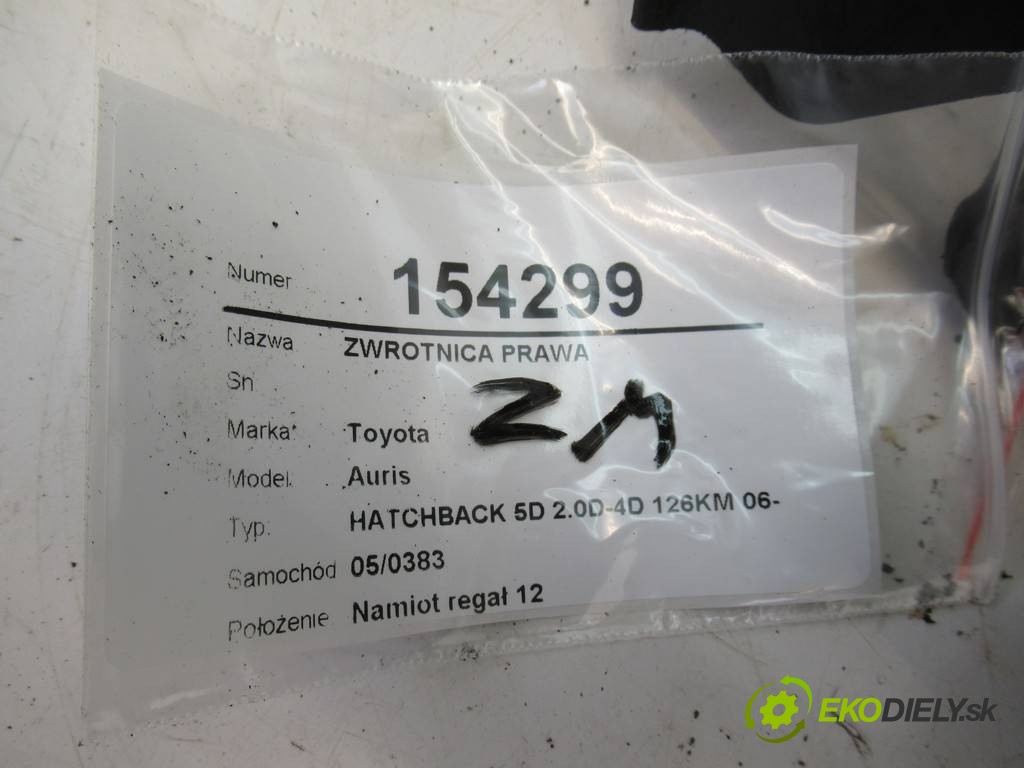 Numer 154299
Nazwa ZWROTNICA PRAWA
Sn
Marka Toyota
Model Auris
Typ. HATCHBACK 5D 2.0D-4D 126KM 06-
Samochód 05/0383
Położenie Namiot regał 12
EKODIELY.sk